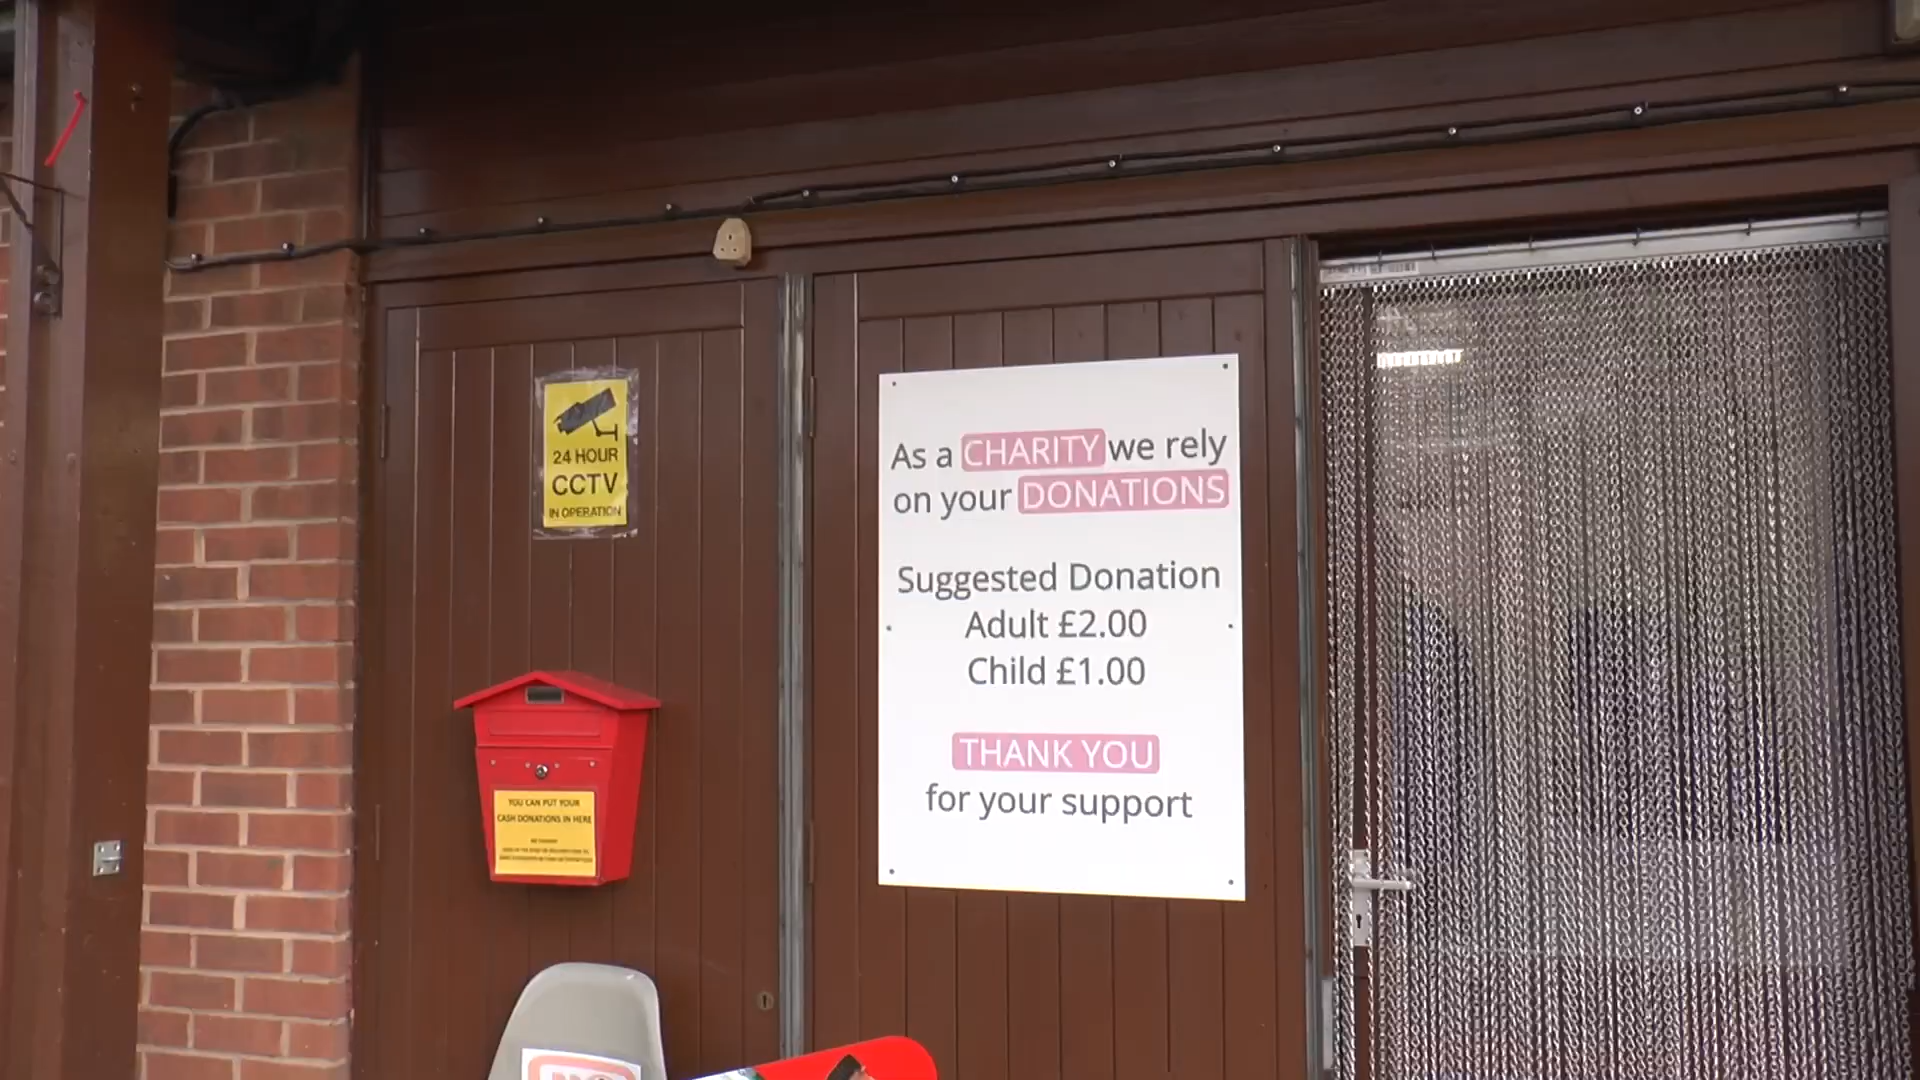 24 HOUR
CCTV
IN OPERATION
As a CHARITY we rely
on your DONATIONS
Suggested Donation
Adult £2.00
Child £1.00
THANK YOU
for your support
YOU CAN PUT YOUR
CASH DONATIONS IN HERE